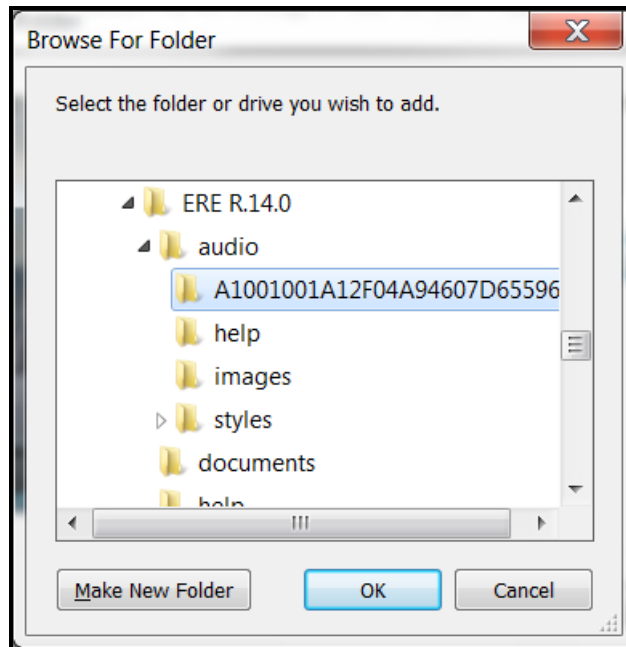 Browse For Folder
Select the folder or drive you wish to add.
ERE R.14.0
audio
A1001001A12F04A94607D65596
help
images
styles
documents
help
Make New Folder
OK
Cancel